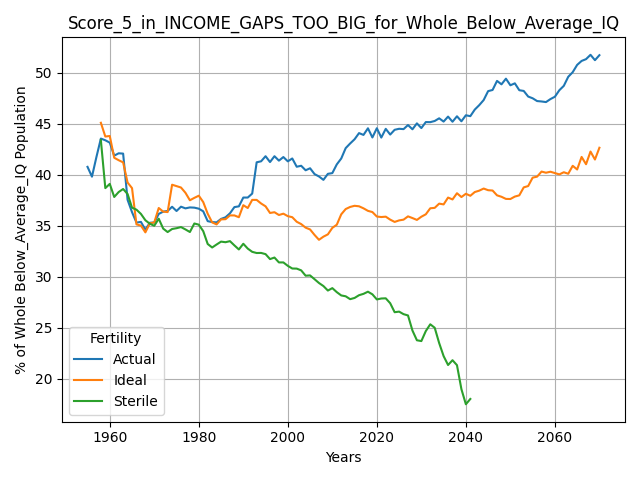 Score_5_in_INCOME_GAPS_TOO_BIG_for_Whole_Below_Average_IQ
% of Whole Below_Average_IQ Population
50
45
40
35
30
25
20
Fertility
Actual
Ideal
Sterile
1960
1980
2000
2020
2040
2060
Years